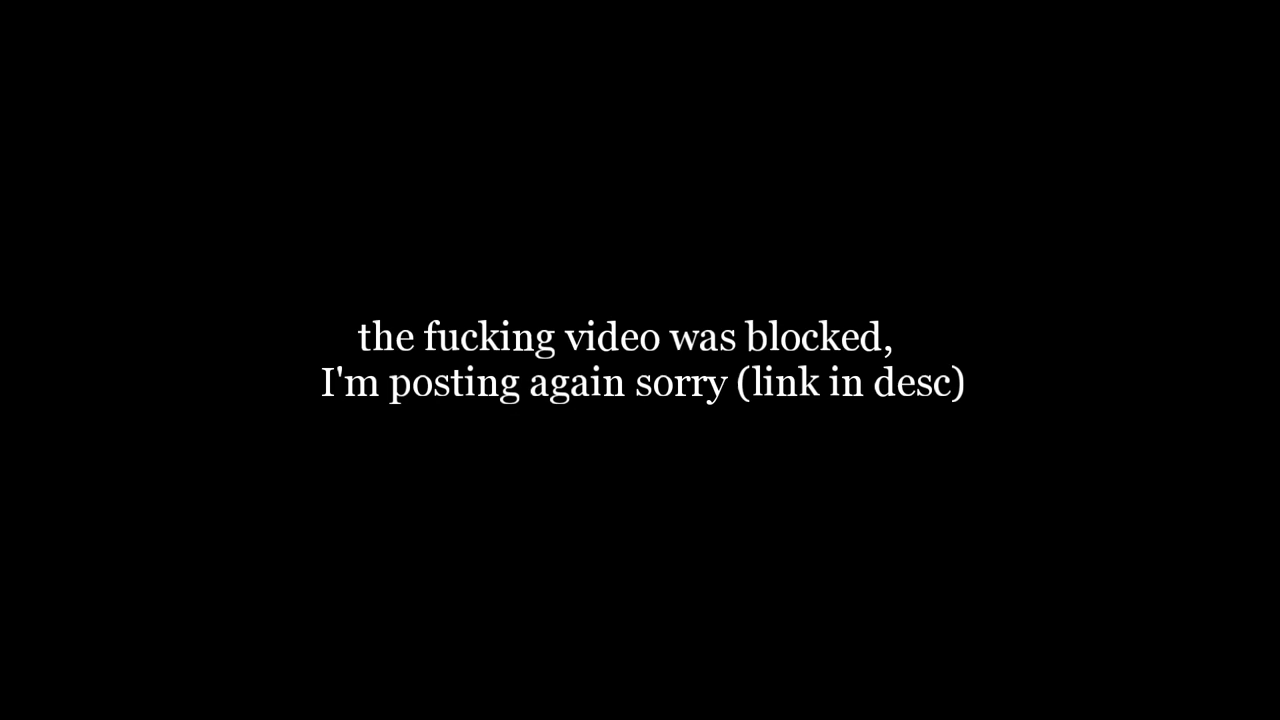 the fucking video was blocked,
I'm posting again sorry (link in desc)